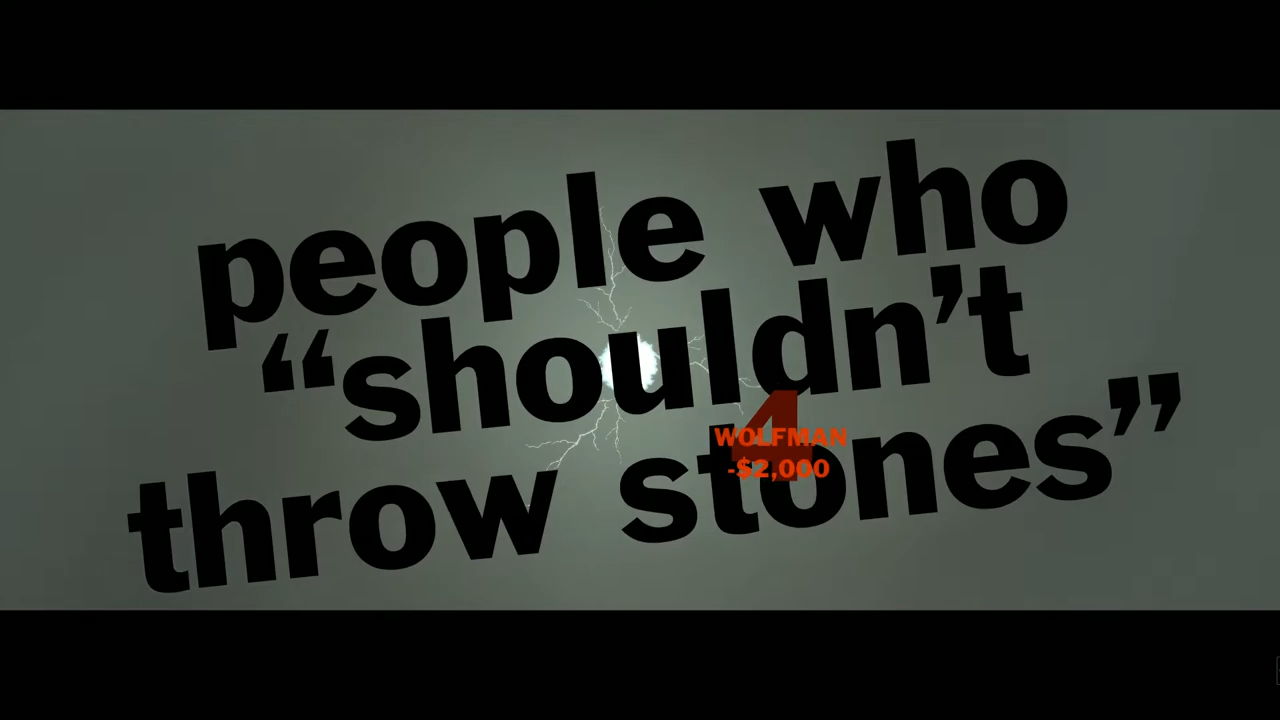 people who
“shouldn’t
throw stones”
4
WOLFMAN
-$2,000